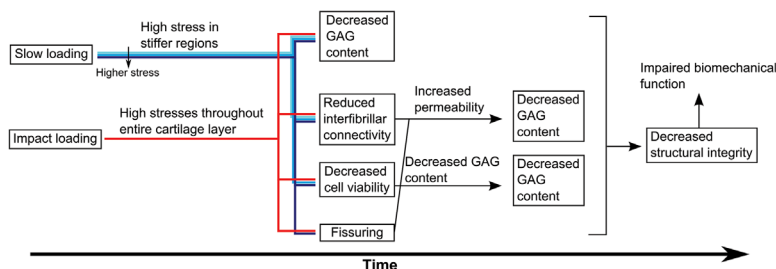 High stress in
stiffer regions
Slow loading
Higher stress
High stresses throughout
entire cartilage layer
Impact loading
Decreased
GAG
content
Reduced
interfibrillar
connectivity
Decreased
cell viability
Fissuring
Increased
permeability
Decreased GAG
content
Decreased
GAG
content
Decreased
GAG
content
Impaired biomechanical
function
Decreased
structural integrity
Time